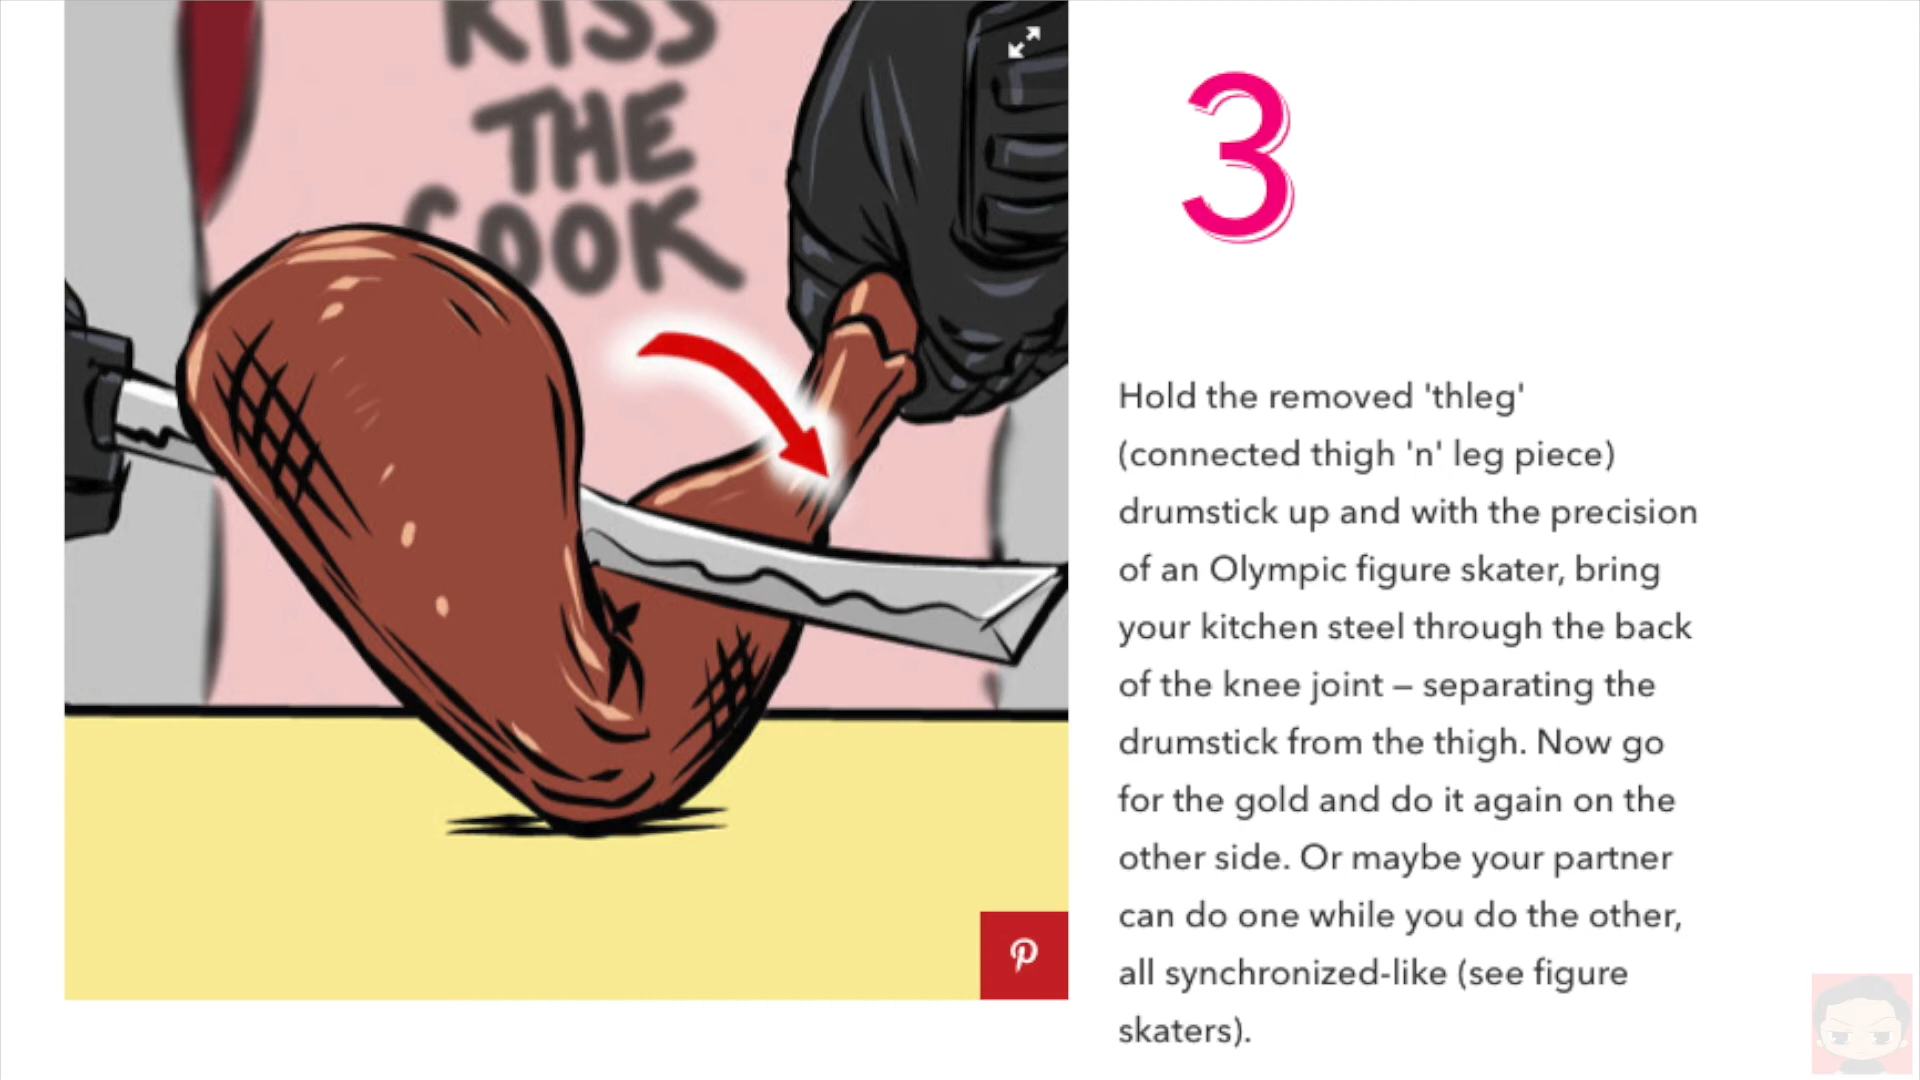 KISS
THE
COOK
3
Hold the removed 'thleg'
(connected thigh 'n' leg piece)
drumstick up and with the precision
of an Olympic figure skater, bring
your kitchen steel through the back
of the knee joint – separating the
drumstick from the thigh. Now go
for the gold and do it again on the
other side. Or maybe your partner
can do one while you do the other,
all synchronized-like (see figure
skaters).